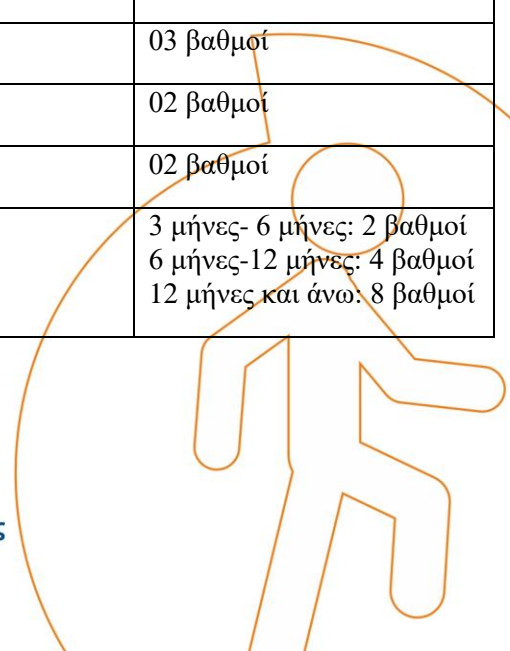 03 βαθμοί
02 βαθμοί
02 βαθμοί
3 μήνες- 6 μήνες: 2 βαθμοί
6 μήνες-12 μήνες: 4 βαθμοί
12 μήνες και άνω: 8 βαθμοί
ς